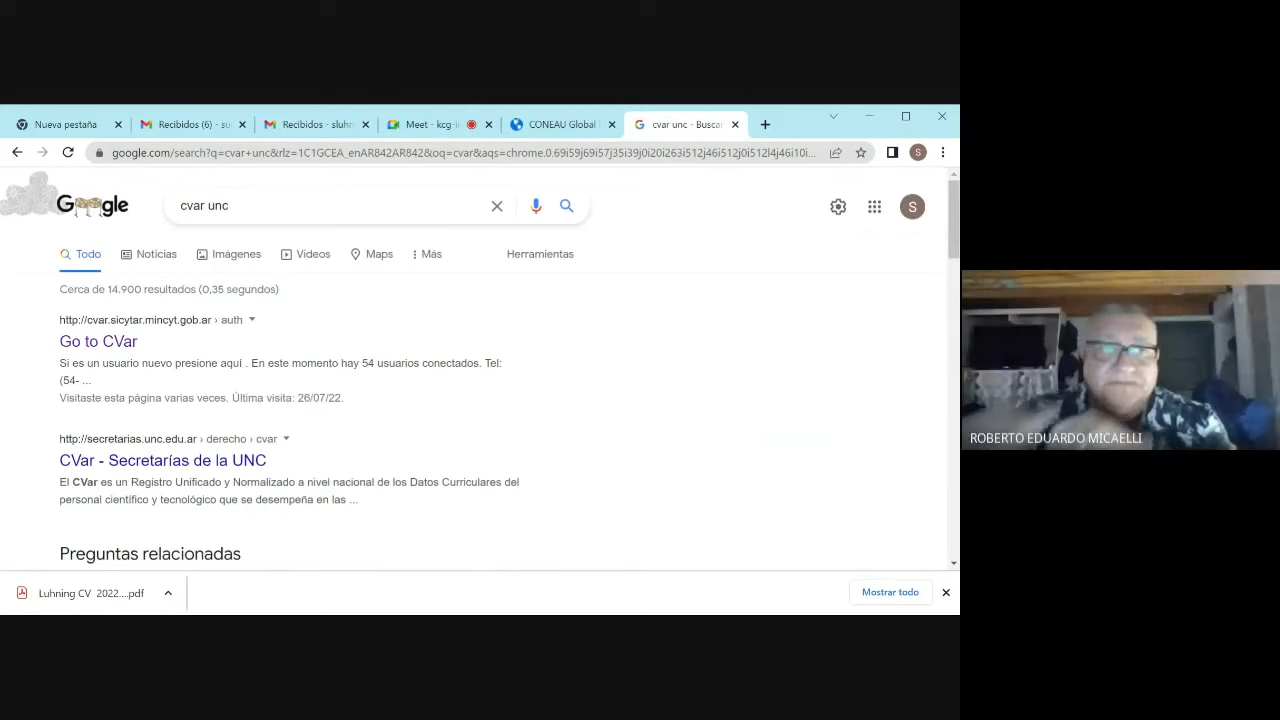 Nueva pestaña
Recibidos (6) - su
Recibidos - sluhr
Meet - kcg-i
CONEAU Global
cvar unc - Buscar
google.com/search?q=cvar+unc&rlz=1C1GCEA_enAR842AR842&oq=cvar&aqs=chrome.0.69i59j69i57j35i39j0i20i263i512j46i512j0i512l4j46i10i...
S
Google
cvar unc
S
Todo
Noticias
Imágenes
Videos
Maps
Más
Herramientas
Cerca de 14.900 resultados (0,35 segundos)
http://cvar.sicytar.mincyt.gob.ar › auth
Go to CVar
Si es un usuario nuevo presione aquí . En este momento hay 54 usuarios conectados. Tel:
(54- ...
Visitaste esta página varias veces. Última visita: 26/07/22.
http://secretarias.unc.edu.ar › derecho › cvar
CVar - Secretarías de la UNC
El CVar es un Registro Unificado y Normalizado a nivel nacional de los Datos Curriculares del
personal científico y tecnológico que se desempeña en las ...
Preguntas relacionadas
Luhning CV 2022....pdf
Mostrar todo
ROBERTO EDUARDO MICAELLI